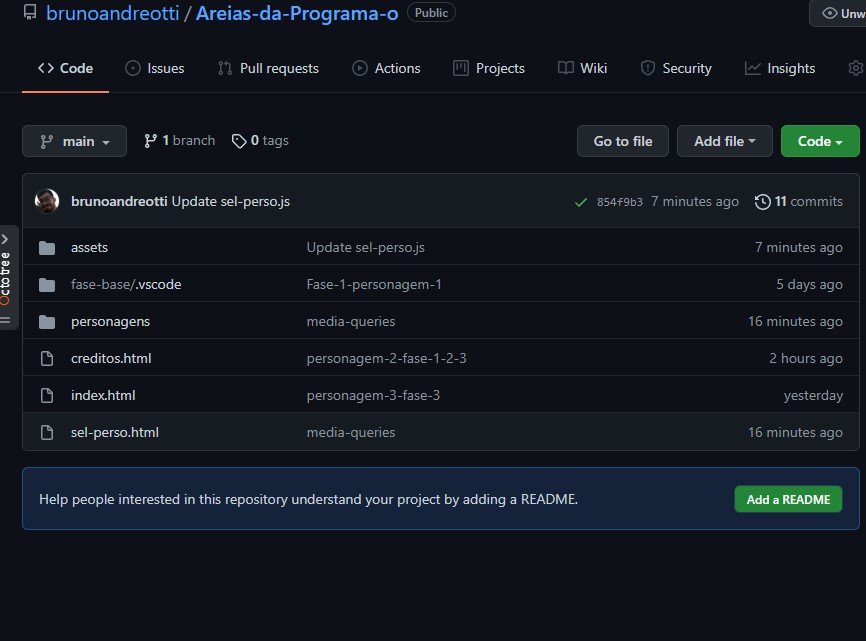 brunoandreotti / Areias-da-Programa-o Public Unw
Code Issues Pull requests Actions Projects Wiki Security Insights
main 1 branch 0 tags Go to file Add file Code
brunoandreotti Update sel-perso.js 854f9b3 7 minutes ago 11 commits
assets Update sel-perso.js 7 minutes ago
fase-base/.vscode Fase-1-personagem-1 5 days ago
personagens media-queries 16 minutes ago
creditos.html personagem-2-fase-1-2-3 2 hours ago
index.html personagem-3-fase-3 yesterday
sel-perso.html media-queries 16 minutes ago
Help people interested in this repository understand your project by adding a README. Add a README
Octotree